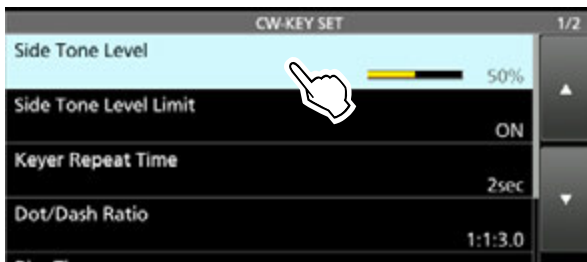 CW-KEY SET 1/2
Side Tone Level
50%
Side Tone Level Limit
ON
Keyer Repeat Time
2sec
Dot/Dash Ratio
1:1:3.0